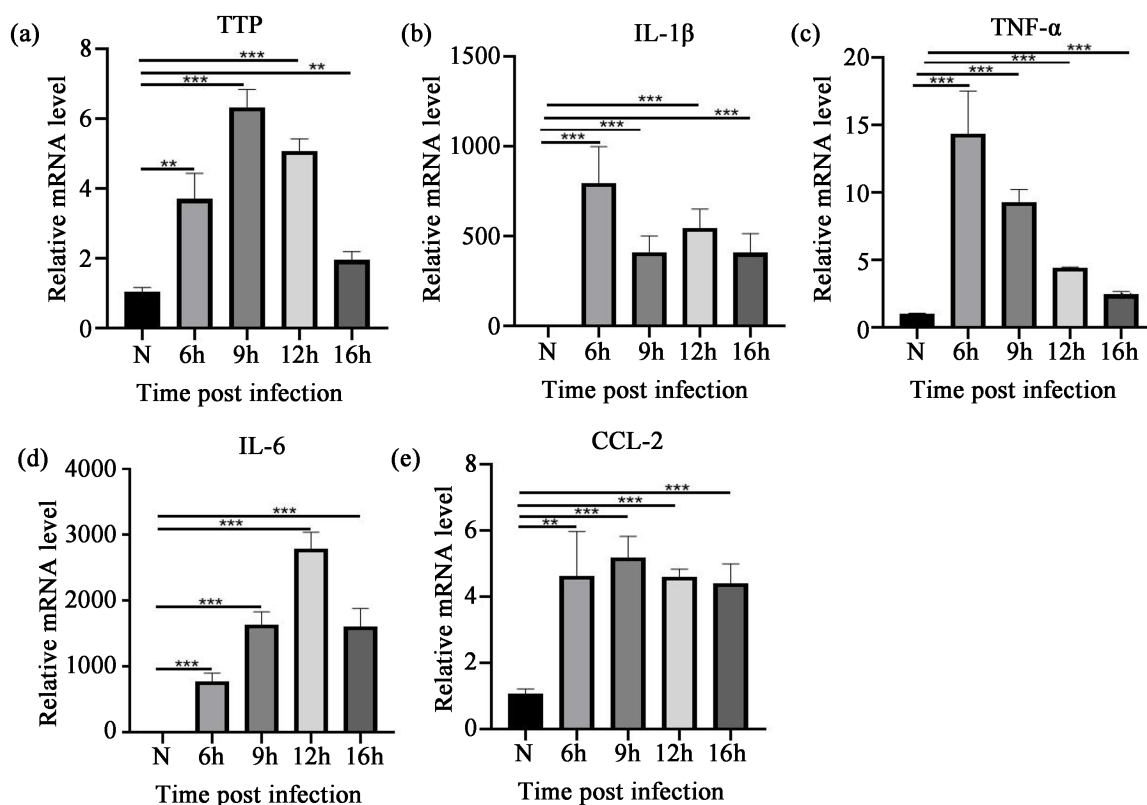 (a)
TTP
Relative mRNA level
8
6
4
2
0
***
**
***
**
N 6h 9h 12h 16h
Time post infection
(b)
IL-1β
Relative mRNA level
1500
1000
500
0
***
***
***
***
N 6h 9h 12h 16h
Time post infection
(c)
TNF-α
Relative mRNA level
20
15
10
5
0
***
***
***
***
N 6h 9h 12h 16h
Time post infection
(d)
IL-6
Relative mRNA level
4000
3000
2000
1000
0
***
***
***
***
N 6h 9h 12h 16h
Time post infection
(e)
CCL-2
Relative mRNA level
8
6
4
2
0
***
***
***
**
N 6h 9h 12h 16h
Time post infection